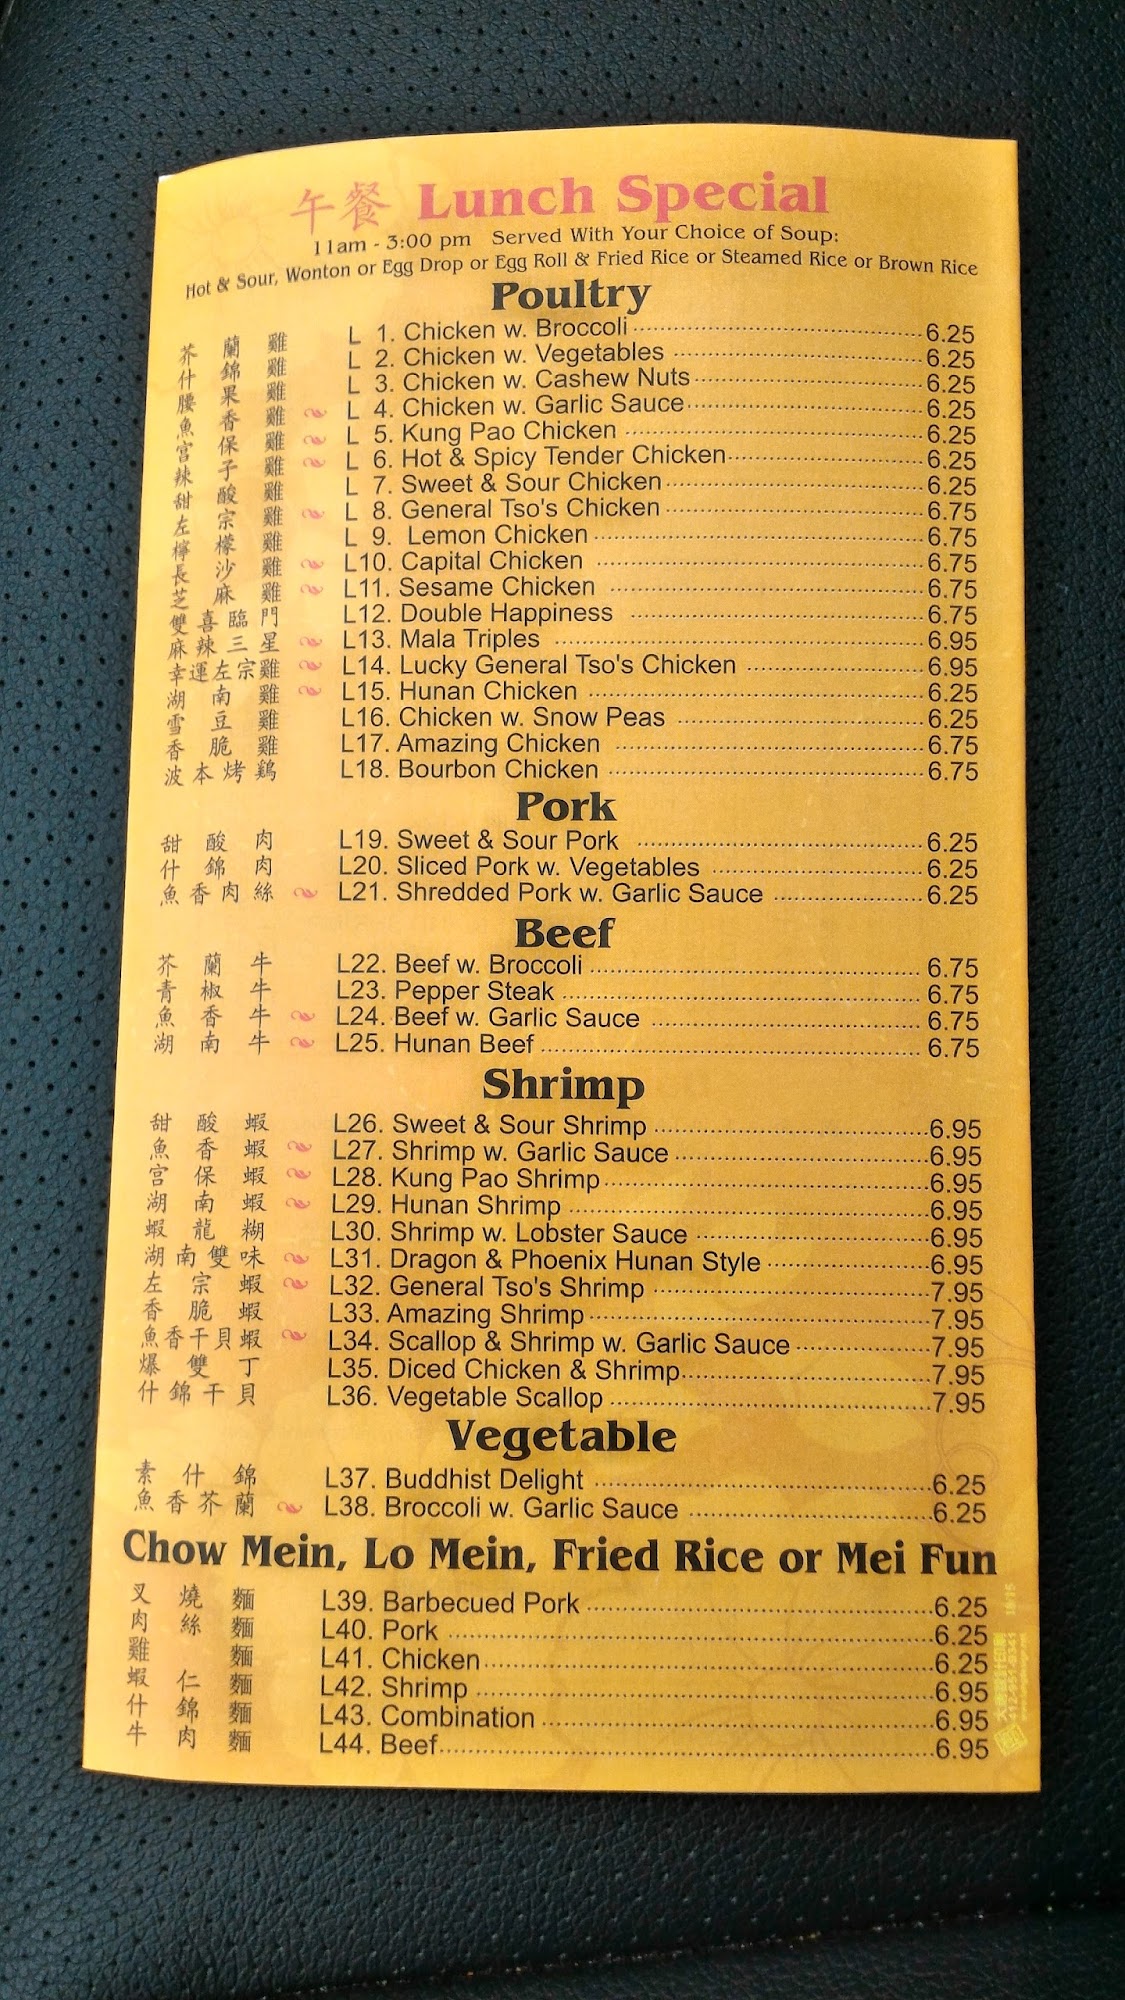 午餐 Lunch Special
11am - 3:00 pm Served With Your Choice of Soup:
Hot & Sour, Wonton or Egg Drop or Egg Roll & Fried Rice or Steamed Rice or Brown Rice
Poultry
芥蘭雞 L 1. Chicken w. Broccoli 6.25
什錦雞 L 2. Chicken w. Vegetables 6.25
腰果雞 L 3. Chicken w. Cashew Nuts 6.25
魚香雞 L 4. Chicken w. Garlic Sauce 6.25
宮保雞 L 5. Kung Pao Chicken 6.25
辣子雞 L 6. Hot & Spicy Tender Chicken 6.25
甜酸雞 L 7. Sweet & Sour Chicken 6.25
左宗雞 L 8. General Tso's Chicken 6.75
檸檬雞 L 9. Lemon Chicken 6.75
長沙雞 L10. Capital Chicken 6.75
芝麻雞 L11. Sesame Chicken 6.75
雙喜臨門 L12. Double Happiness 6.75
麻辣三星 L13. Mala Triples 6.95
幸運左宗雞 L14. Lucky General Tso's Chicken 6.95
湖南雞 L15. Hunan Chicken 6.25
雪豆雞 L16. Chicken w. Snow Peas 6.25
香脆雞 L17. Amazing Chicken 6.75
波本烤鷄 L18. Bourbon Chicken 6.75
Pork
甜酸肉 L19. Sweet & Sour Pork 6.25
什錦肉 L20. Sliced Pork w. Vegetables 6.25
魚香肉絲 L21. Shredded Pork w. Garlic Sauce 6.25
Beef
芥蘭牛 L22. Beef w. Broccoli 6.75
青椒牛 L23. Pepper Steak 6.75
魚香牛 L24. Beef w. Garlic Sauce 6.75
湖南牛 L25. Hunan Beef 6.75
Shrimp
甜酸蝦 L26. Sweet & Sour Shrimp 6.95
魚香蝦 L27. Shrimp w. Garlic Sauce 6.95
宮保蝦 L28. Kung Pao Shrimp 6.95
湖南蝦 L29. Hunan Shrimp 6.95
蝦龍糊 L30. Shrimp w. Lobster Sauce 6.95
湖南雙味 L31. Dragon & Phoenix Hunan Style 6.95
左宗蝦 L32. General Tso's Shrimp 7.95
香脆蝦 L33. Amazing Shrimp 7.95
魚香干貝蝦 L34. Scallop & Shrimp w. Garlic Sauce 7.95
爆雙丁 L35. Diced Chicken & Shrimp 7.95
什錦干貝 L36. Vegetable Scallop 7.95
Vegetable
素什錦 L37. Buddhist Delight 6.25
魚香芥蘭 L38. Broccoli w. Garlic Sauce 6.25
Chow Mein, Lo Mein, Fried Rice or Mei Fun
叉燒麵 L39. Barbecued Pork 6.25
肉絲麵 L40. Pork 6.25
雞麵 L41. Chicken 6.25
蝦仁麵 L42. Shrimp 6.95
什錦麵 L43. Combination 6.95
牛肉麵 L44. Beef 6.95